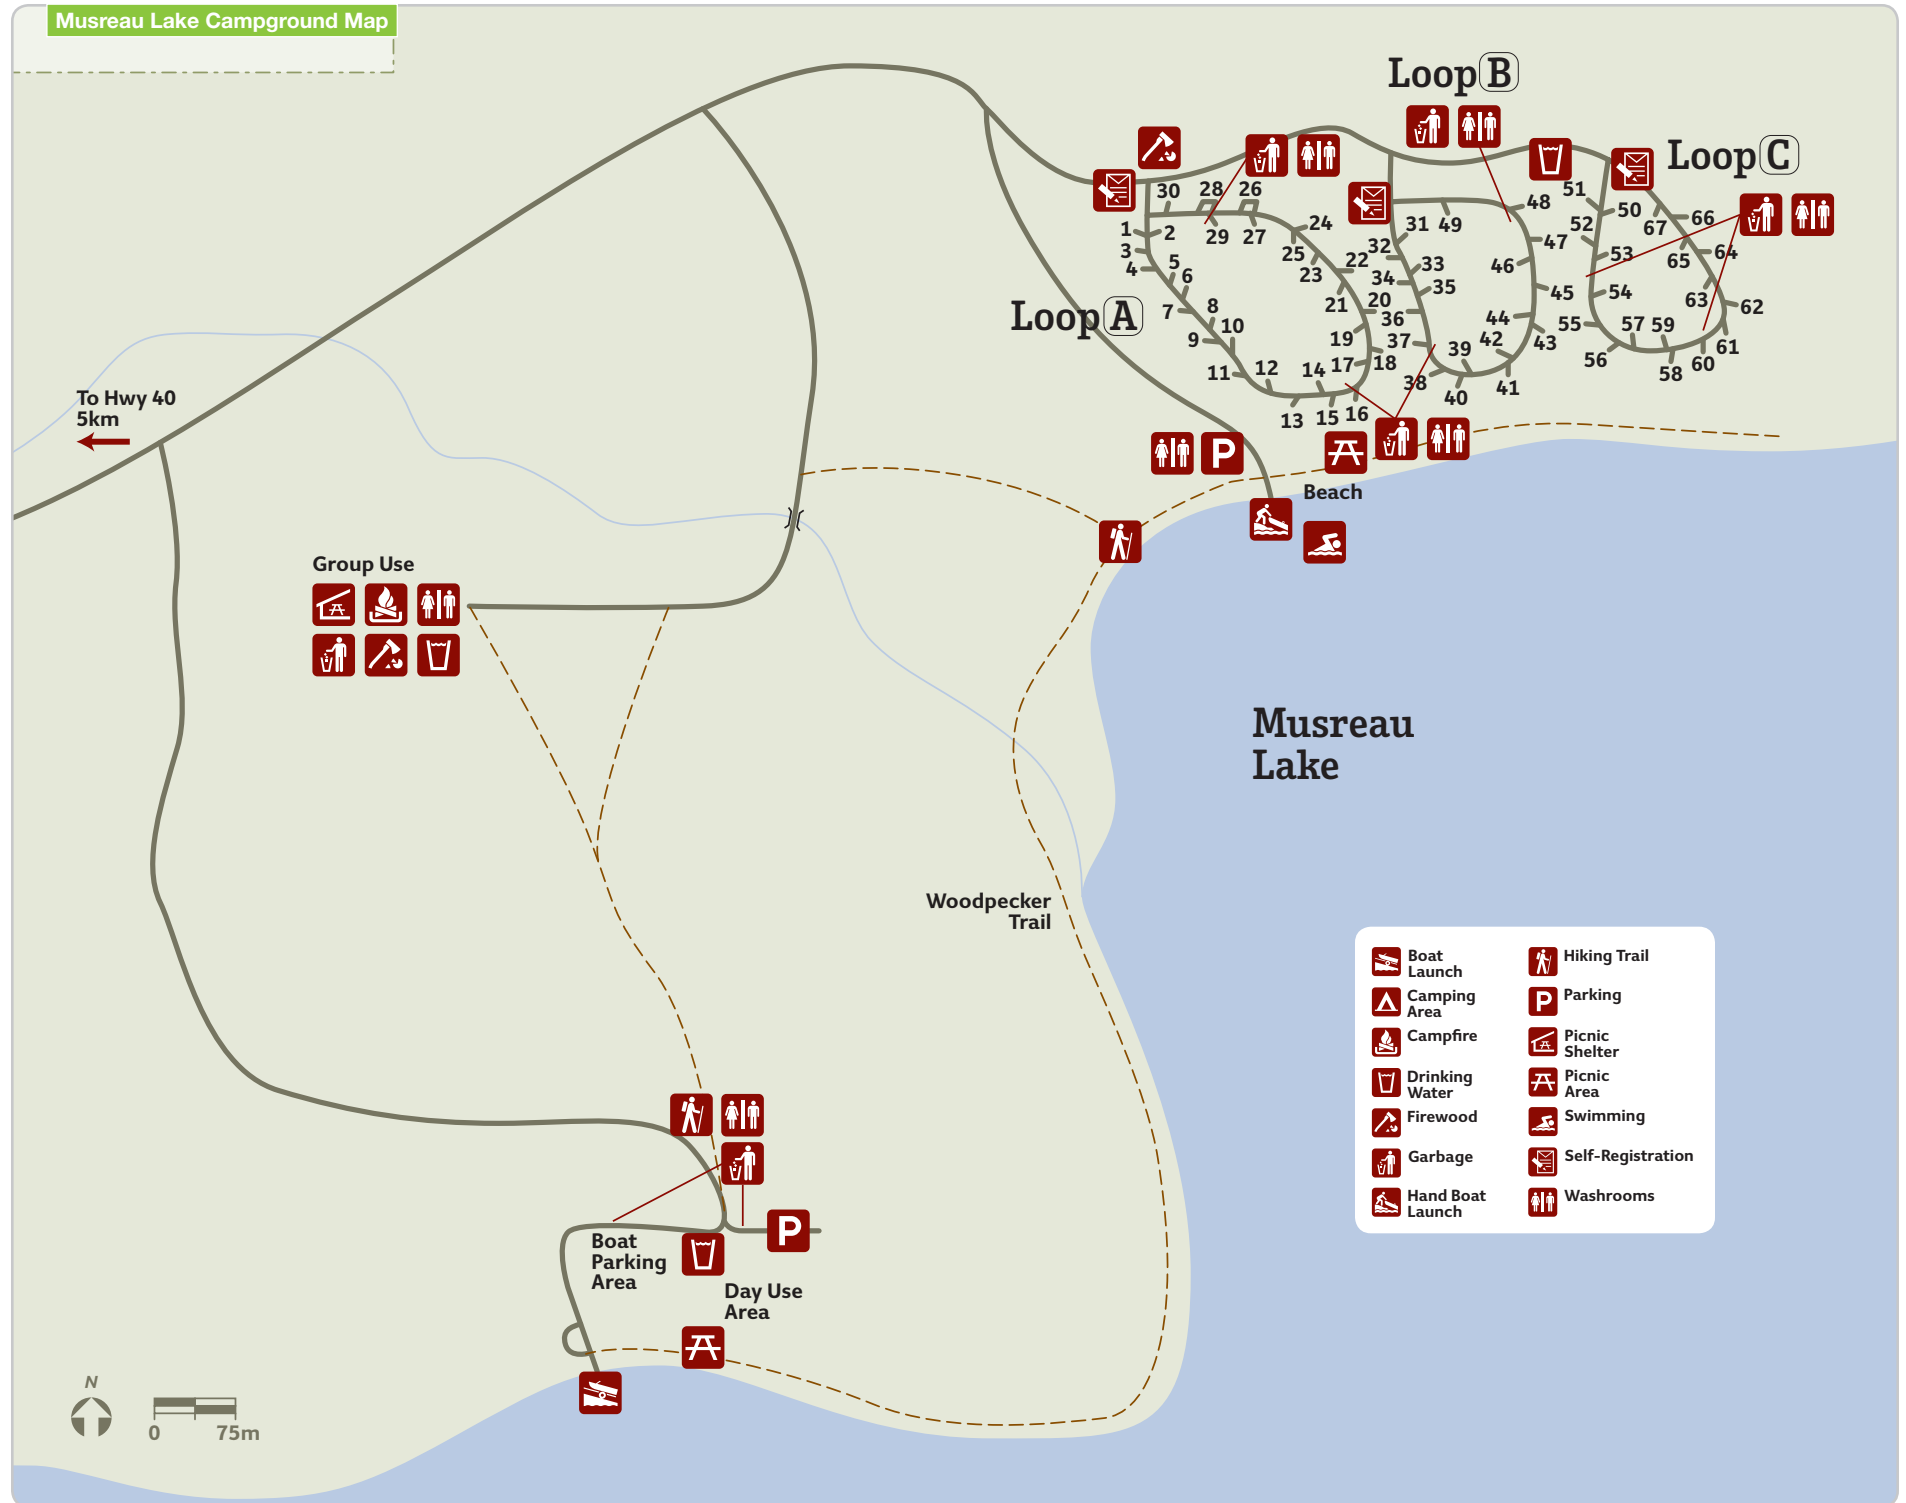 Musreau Lake Campground Map
Loop B
Loop C
Loop A
30
28
26
29
27
24
25
23
22
21
20
19
18
17
16
15
14
13
12
11
10
9
8
7
6
5
4
3
2
1
31
32
33
34
35
36
37
38
39
40
41
42
43
44
45
46
47
48
49
50
51
52
53
54
55
56
57
58
59
60
61
62
63
64
65
66
67
P
Beach
To Hwy 40
5km
Group Use
Musreau
Lake
Woodpecker
Trail
Boat
Parking
Area
P
Day Use
Area
Boat
Launch
Camping
Area
Campfire
Drinking
Water
Firewood
Garbage
Hand Boat
Launch
Hiking Trail
P
Parking
Picnic
Shelter
Picnic
Area
Swimming
Self-Registration
Washrooms
N
0
75m